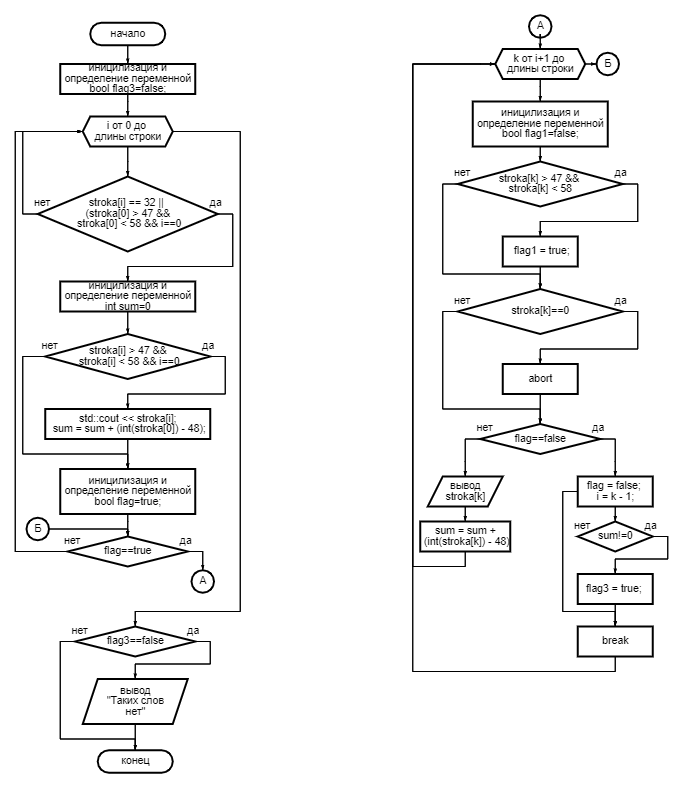 начало
иницилизация и
определение переменной
bool flag3=false;
i от 0 до
длины строки
нет
да
stroka[i] == 32 ||
(stroka[0] > 47 &&
stroka[0] < 58 && i==0
иницилизация и
определение переменной
int sum=0
нет
да
stroka[i] > 47 &&
stroka[i] < 58 && i==0
std::cout << stroka[i];
sum = sum + (int(stroka[0]) - 48);
иницилизация и
определение переменной
bool flag=true;
Б
нет
да
flag==true
А
нет
да
flag3==false
вывод
"Таких слов
нет"
конец
А
k от i+1 до
длины строки
Б
иницилизация и
определение переменной
bool flag1=false;
нет
да
stroka[k] > 47 &&
stroka[k] < 58
flag1 = true;
нет
да
stroka[k]==0
abort
нет
да
flag==false
вывод
stroka[k]
sum = sum +
(int(stroka[k]) - 48)
flag = false;
i = k - 1;
нет
да
sum!=0
flag3 = true;
break